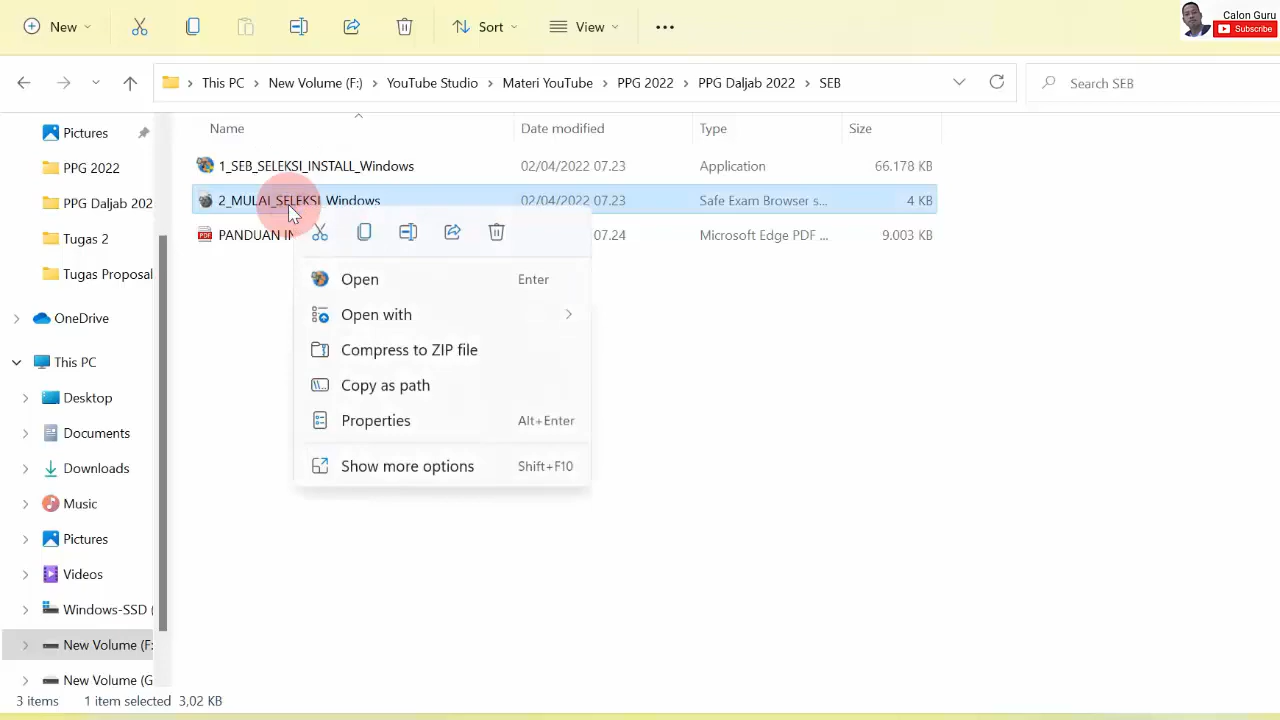 New
Sort
View
Calon Guru
Subscribe
This PC > New Volume (F:) > YouTube Studio > Materi YouTube > PPG 2022 > PPG Daljab 2022 > SEB
Search SEB
Name Date modified Type Size
1_SEB_SELEKSI_INSTALL_Windows 02/04/2022 07.23 Application 66.178 KB
2_MULAI_SELEKSI_Windows 02/04/2022 07.23 Safe Exam Browser s... 4 KB
PANDUAN IN 07.24 Microsoft Edge PDF ... 9.003 KB
Open Enter
Open with
Compress to ZIP file
Copy as path
Properties Alt+Enter
Show more options Shift+F10
Pictures
PPG 2022
PPG Daljab 202
Tugas 2
Tugas Proposal
OneDrive
This PC
Desktop
Documents
Downloads
Music
Pictures
Videos
Windows-SSD (
New Volume (F:
New Volume (G
3 items 1 item selected 3,02 KB